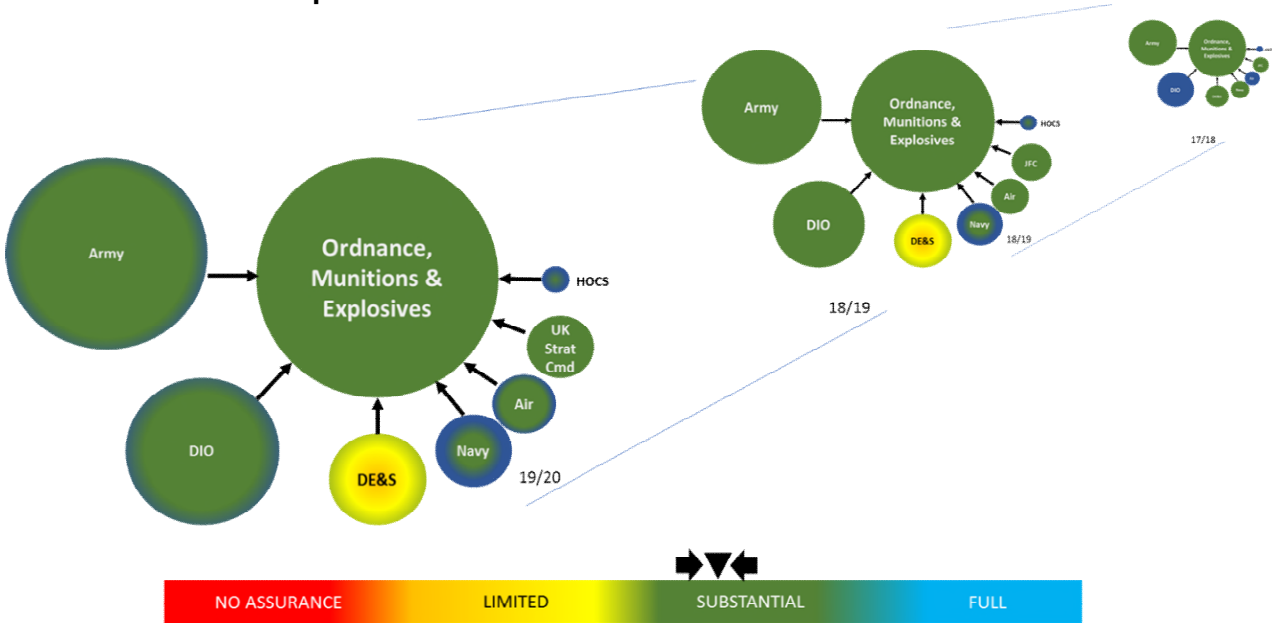 Army
Ordnance,
Munitions &
Explosives
HOCS
UK
Strat
Cmd
Air
Navy
DE&S
DIO
19/20
Army
Ordnance,
Munitions &
Explosives
HOCS
JFC
Air
Navy
18/19
DE&S
DIO
18/19
Army
Ordnance,
Munitions &
Explosives
DIO
17/18
NO ASSURANCE
LIMITED
SUBSTANTIAL
FULL